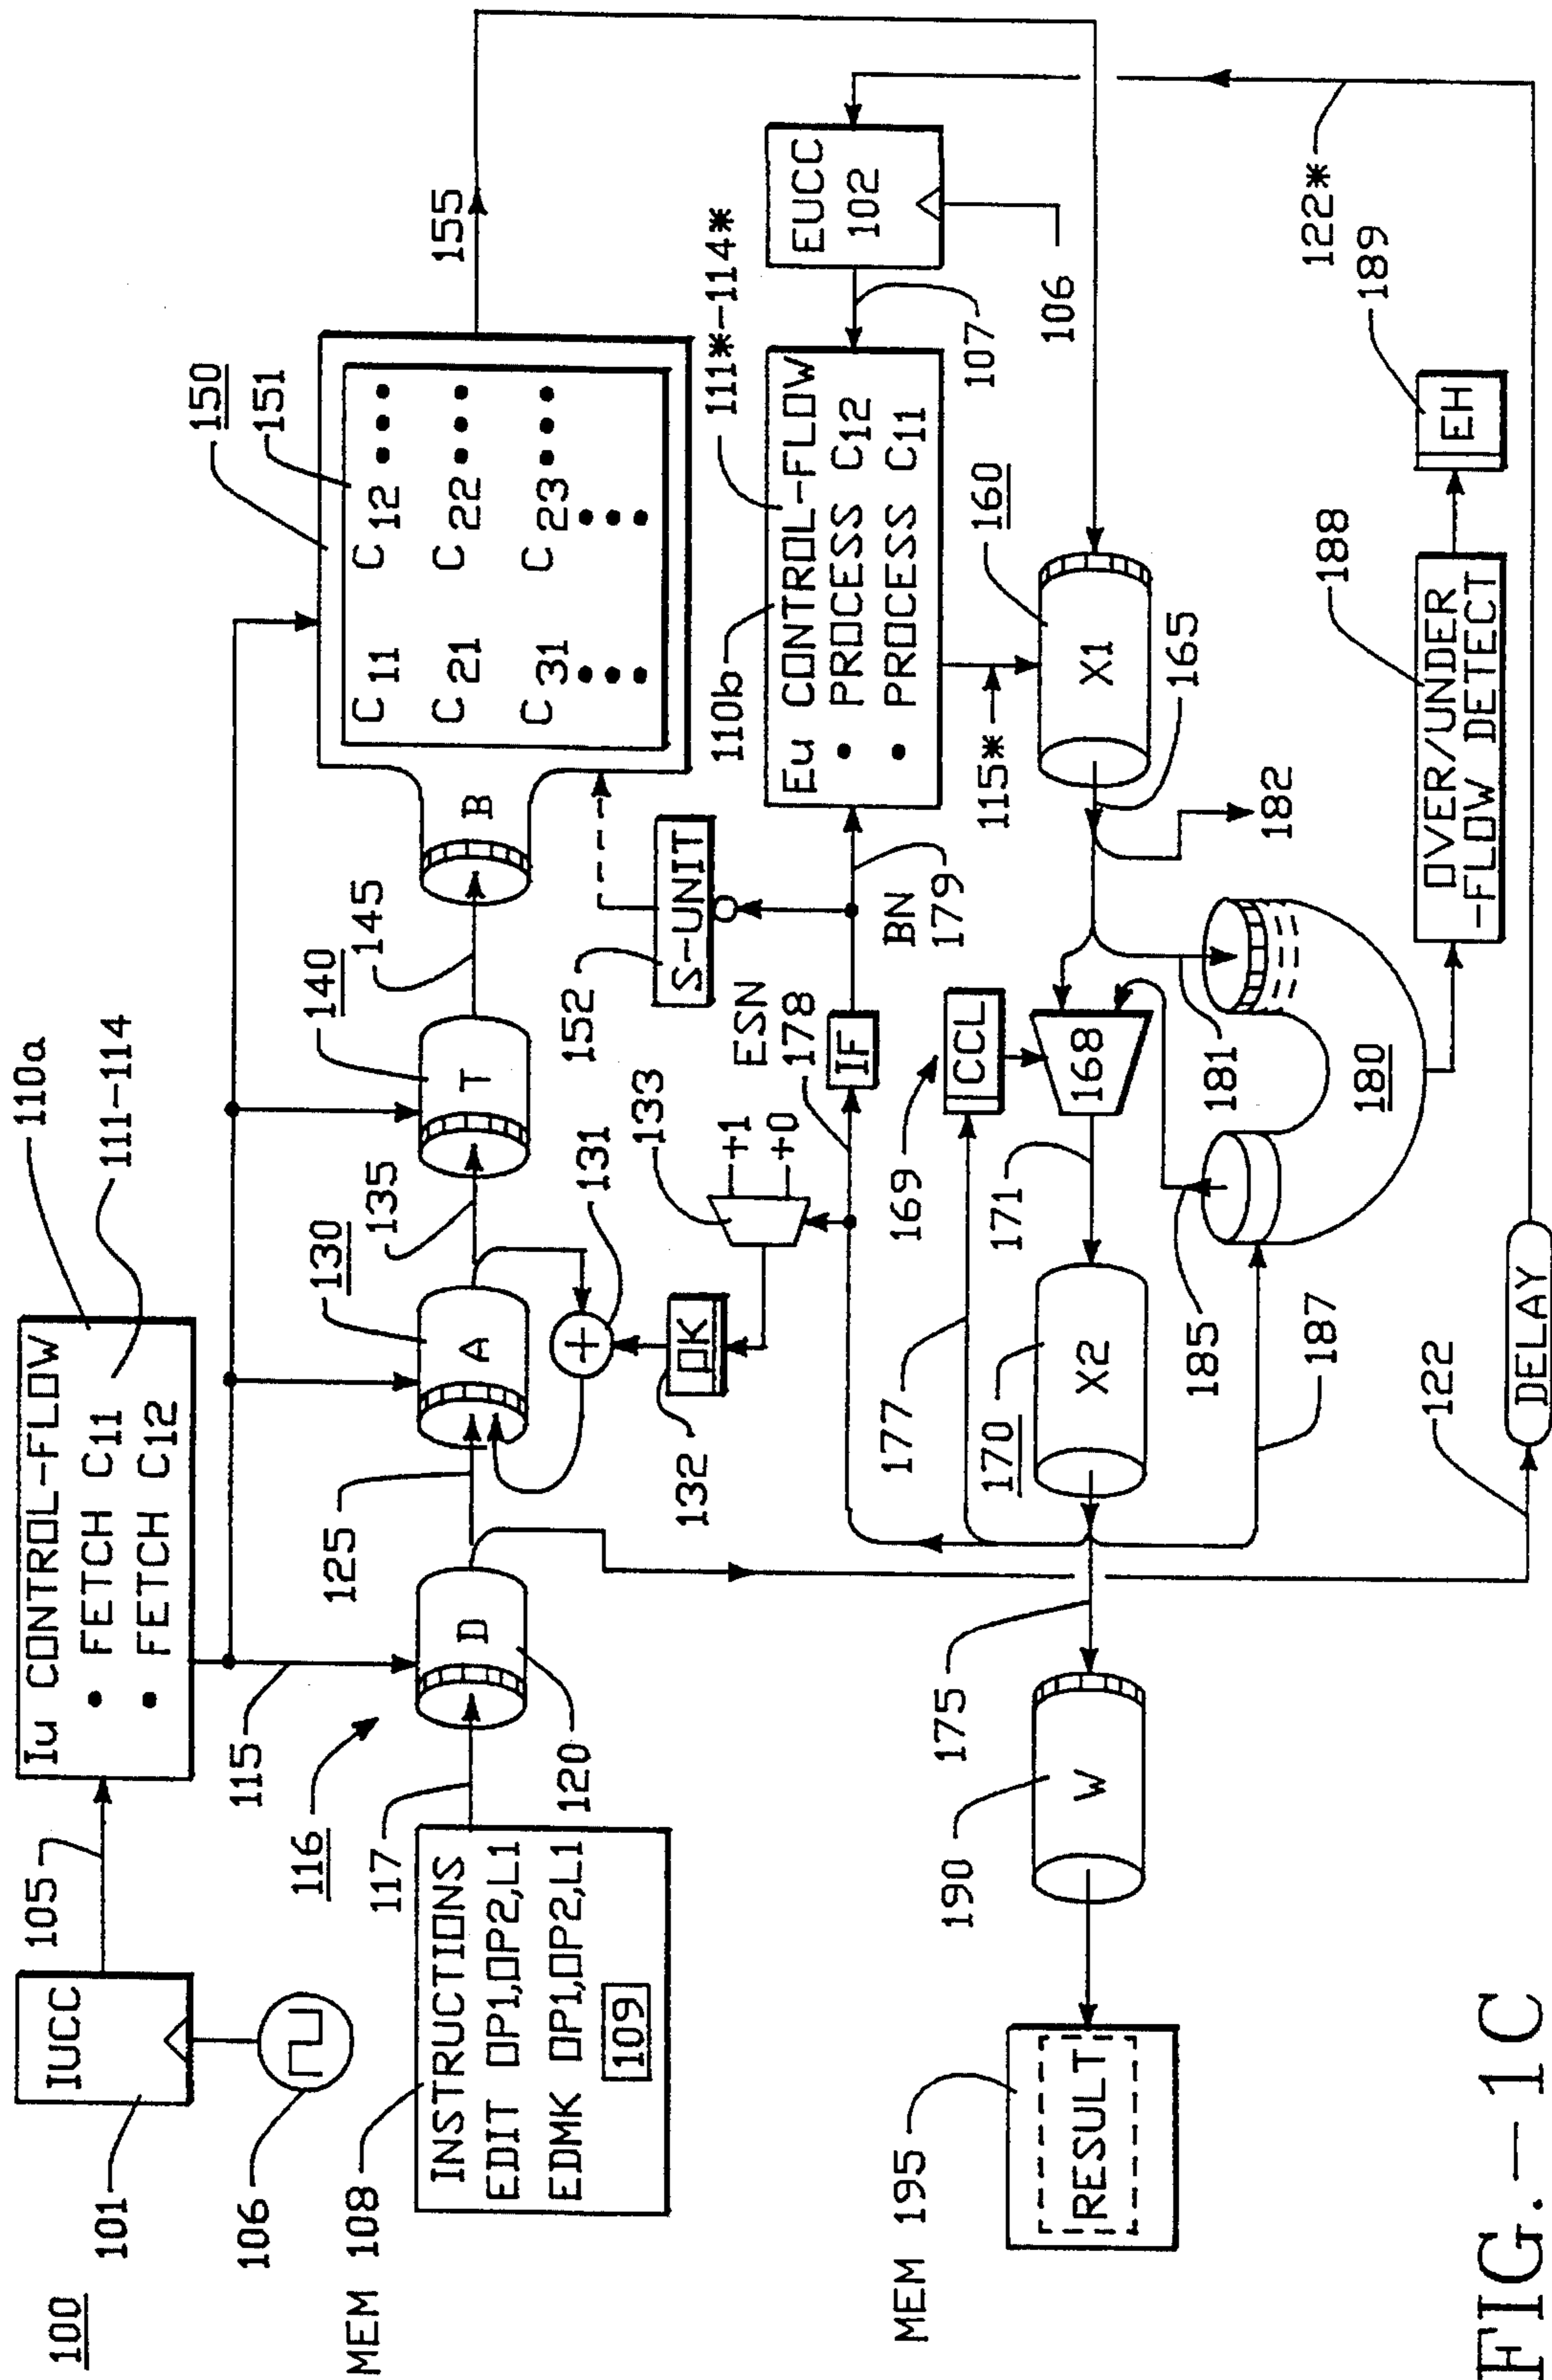 100
101
IUCC
106
105
Iu CONTROL-FLOW
• FETCH C11
• FETCH C12
110a
111-114
115
116
MEM 108
INSTRUCTIONS
EDIT OP1,OP2,L1
EDMK OP1,OP2,L1
109
117
D
120
125
A
130
131
OK
132
133
+1
+0
135
T
140
145
B
150
151
C11 C12 •••
C21 C22 •••
C31 C23 •••
155
S-UNIT
152
ESN
178
IF
BN
179
110b
Eu CONTROL-FLOW
• PROCESS C12
• PROCESS C11
111*-114*
EUCC
102
107
106
115*
X1
160
165
182
CCL
169
168
171
X2
170
177
175
181
180
185
187
OVER/UNDER
-FLOW DETECT
188
EH
189
122*
DELAY
122
W
190
MEM 195
RESULT
FIG.-1C